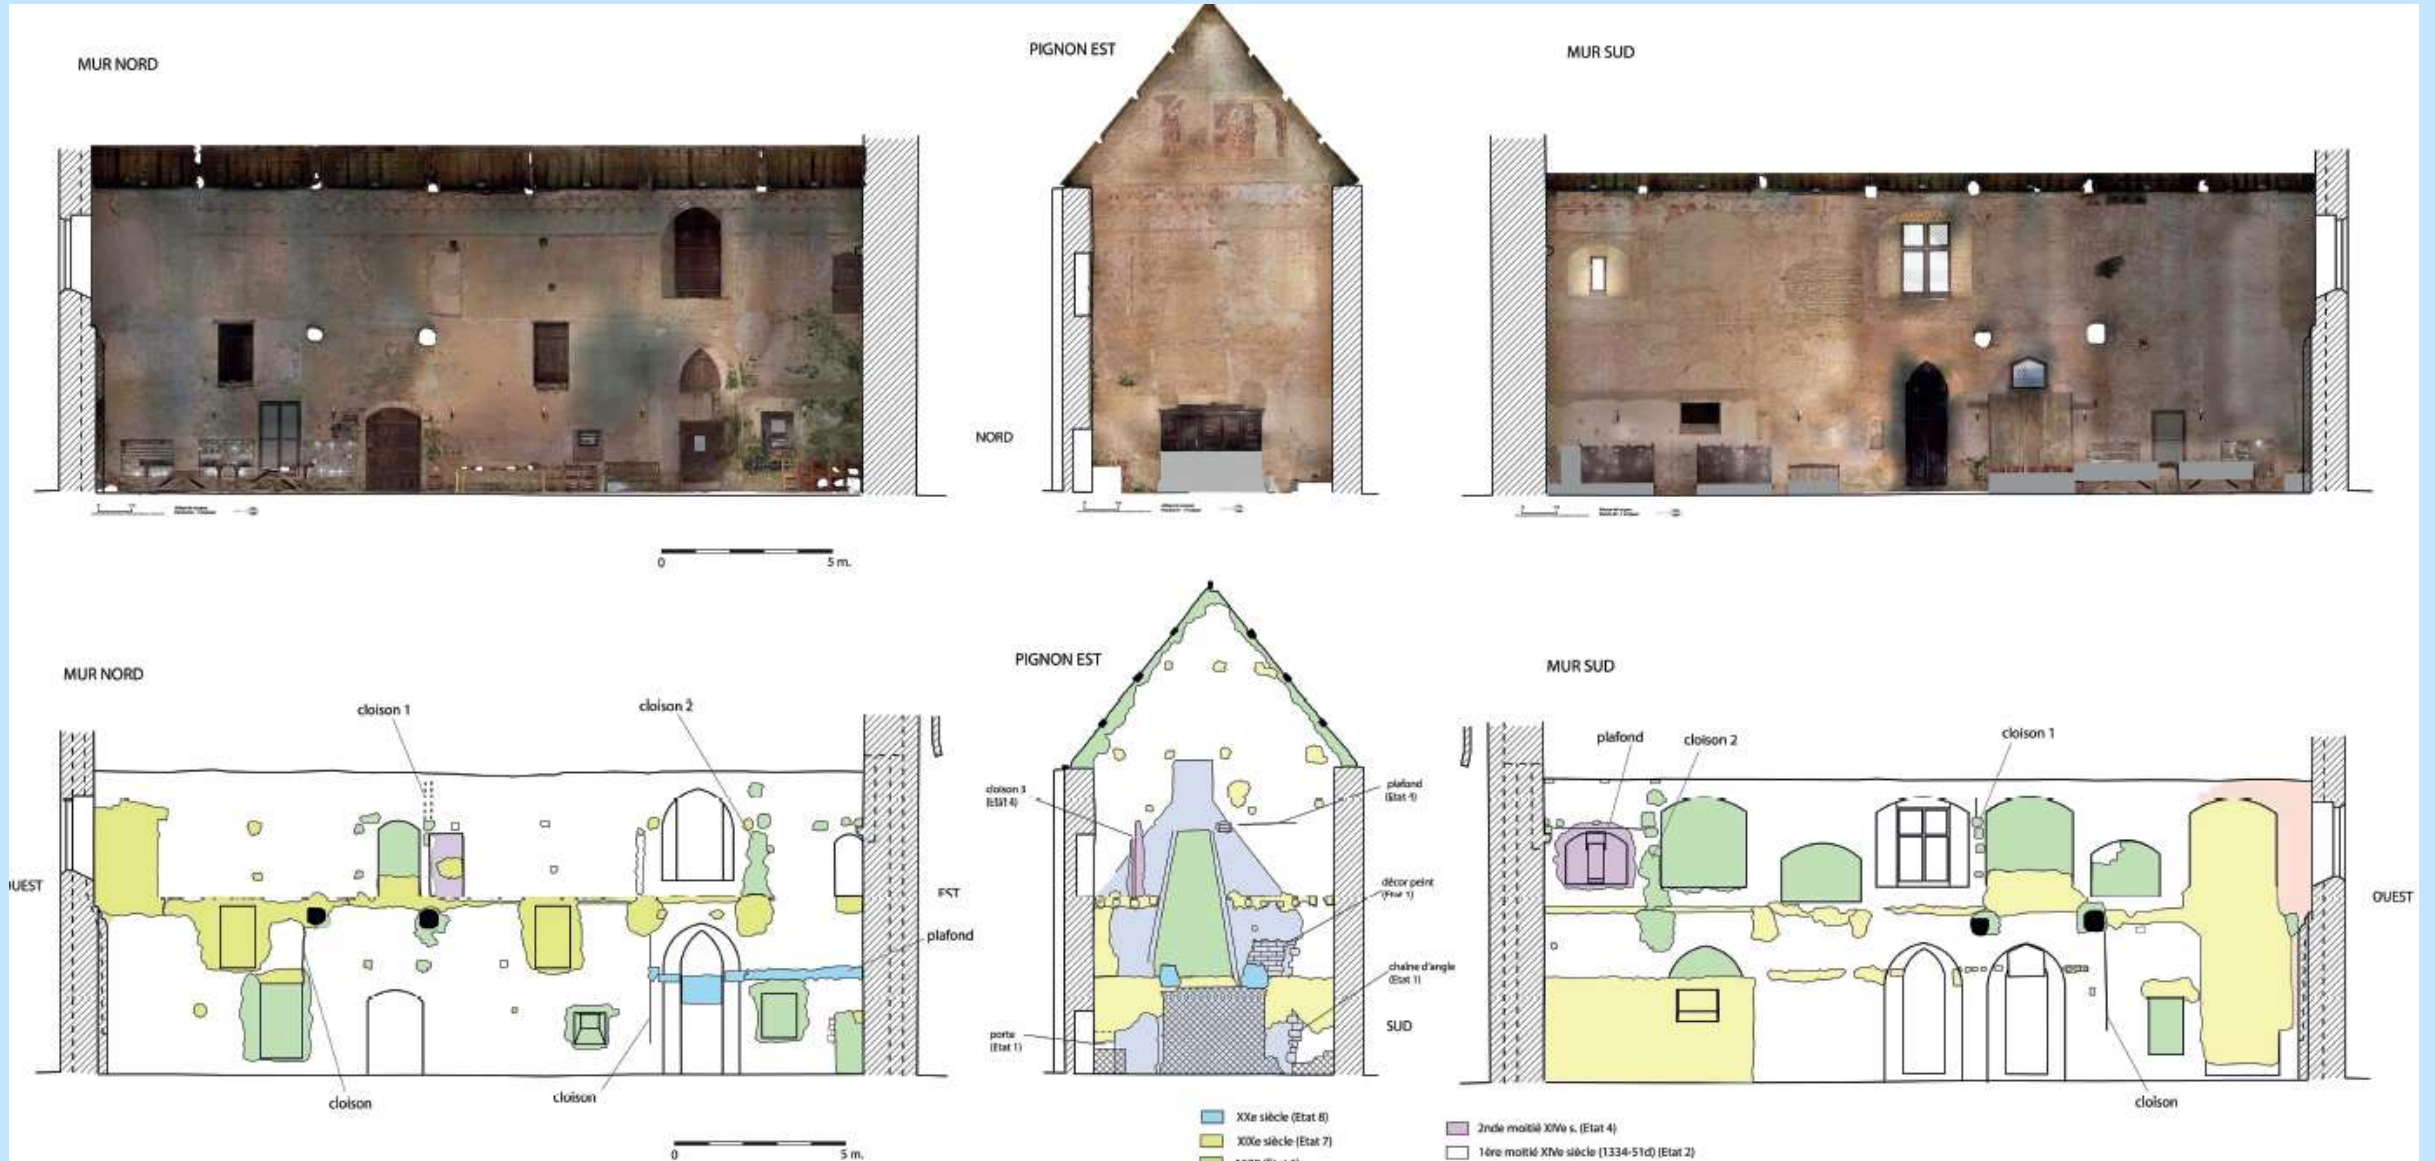 MUR NORD
PIGNON EST
MUR SUD
NORD
0
5 m.
MUR NORD
PIGNON EST
MUR SUD
cloison 1
cloison 2
plafond
cloison 2
cloison 1
cloison 3
(Etat 4)
plafond
(Etat 4)
OUEST
EST
plafond
décor peint
(Etat 1)
OUEST
chaîne d'angle
(Etat 1)
porte
(Etat 1)
SUD
cloison
cloison
cloison
0
5 m.
XXe siècle (Etat 8)
XIXe siècle (Etat 7)
2nde moitié XIVe s. (Etat 4)
1ère moitié XIVe siècle (1334-51d) (Etat 2)